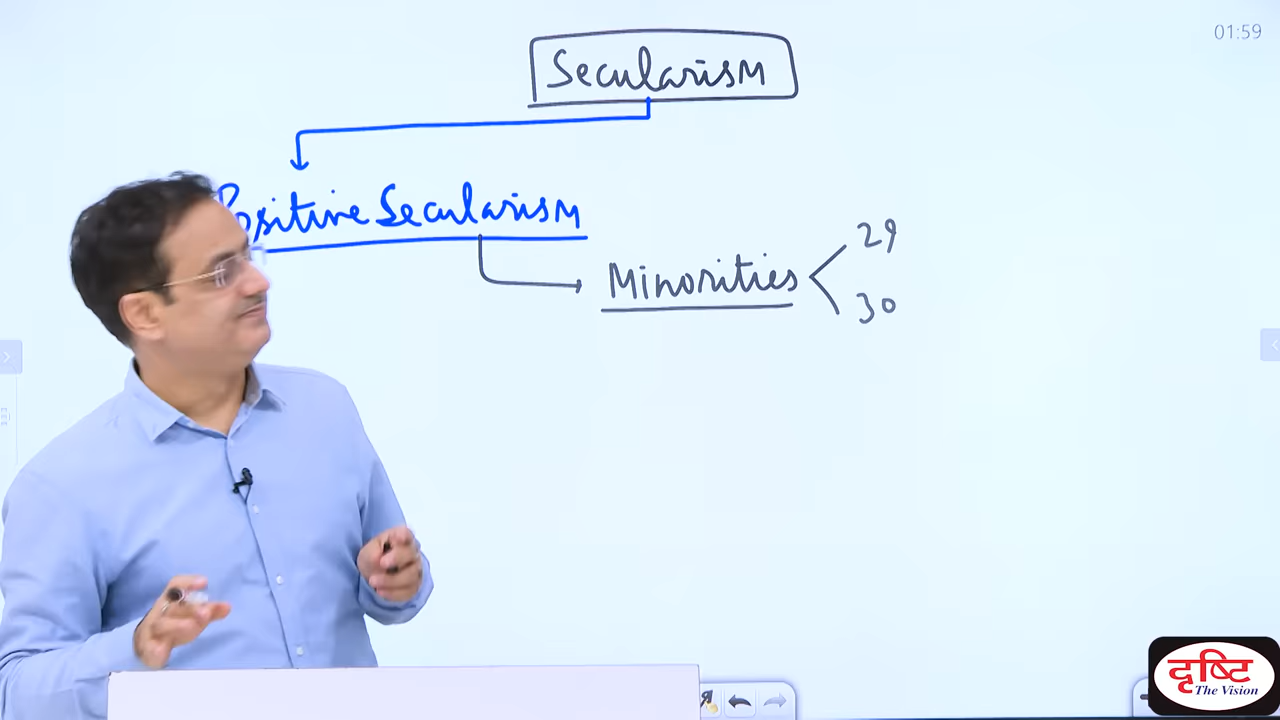 01:59
Secularism
Positive Secularism
29
Minorities
30
दृष्टि
The Vision